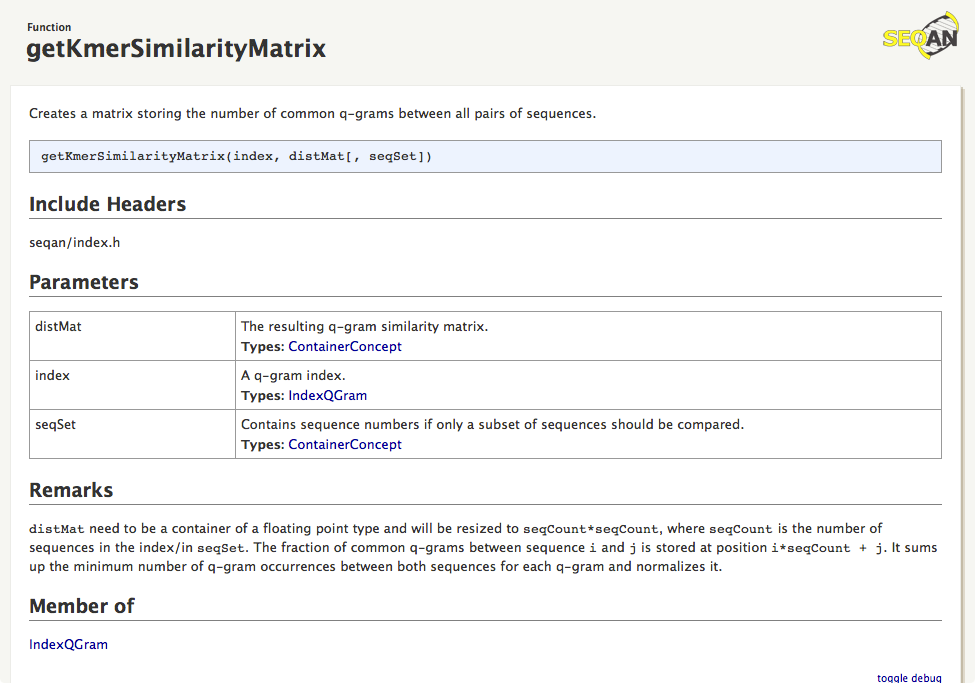 Function
getKmerSimilarityMatrix
SEQAN
Creates a matrix storing the number of common q-grams between all pairs of sequences.
getKmerSimilarityMatrix(index, distMat[, seqSet])
Include Headers
seqan/index.h
Parameters
distMat
The resulting q-gram similarity matrix.
Types: ContainerConcept
index
A q-gram index.
Types: IndexQGram
seqSet
Contains sequence numbers if only a subset of sequences should be compared.
Types: ContainerConcept
Remarks
distMat need to be a container of a floating point type and will be resized to seqCount*seqCount, where seqCount is the number of
sequences in the index/in seqSet. The fraction of common q-grams between sequence i and j is stored at position i*seqCount + j. It sums
up the minimum number of q-gram occurrences between both sequences for each q-gram and normalizes it.
Member of
IndexQGram
toggle debug